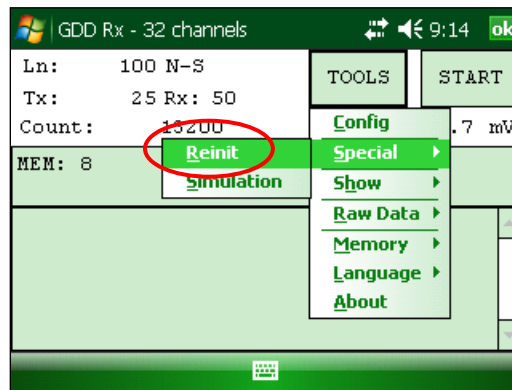 GDD Rx - 32 channels 9:14 ok
Ln: 100 N-S
Tx: 25 Rx: 50
Count: 13200
.7 mV
MEM: 8
TOOLS
START
Config
Special
Show
Raw Data
Memory
Language
About
Reinit
Simulation